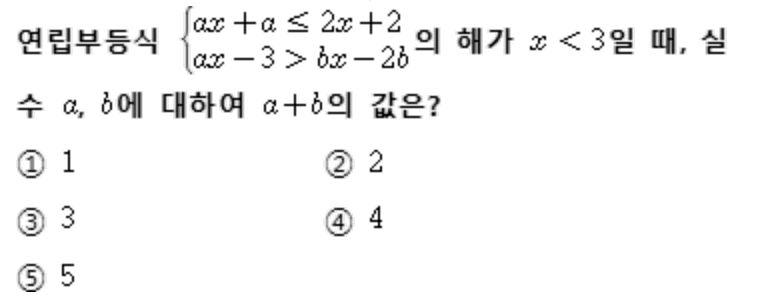 연립부등식 { ax + a ≤ 2x + 2
ax − 3 > bx − 2b 의 해가 x < 3일 때, 실
수 a, b에 대하여 a+b의 값은?
① 1 ② 2
③ 3 ④ 4
⑤ 5